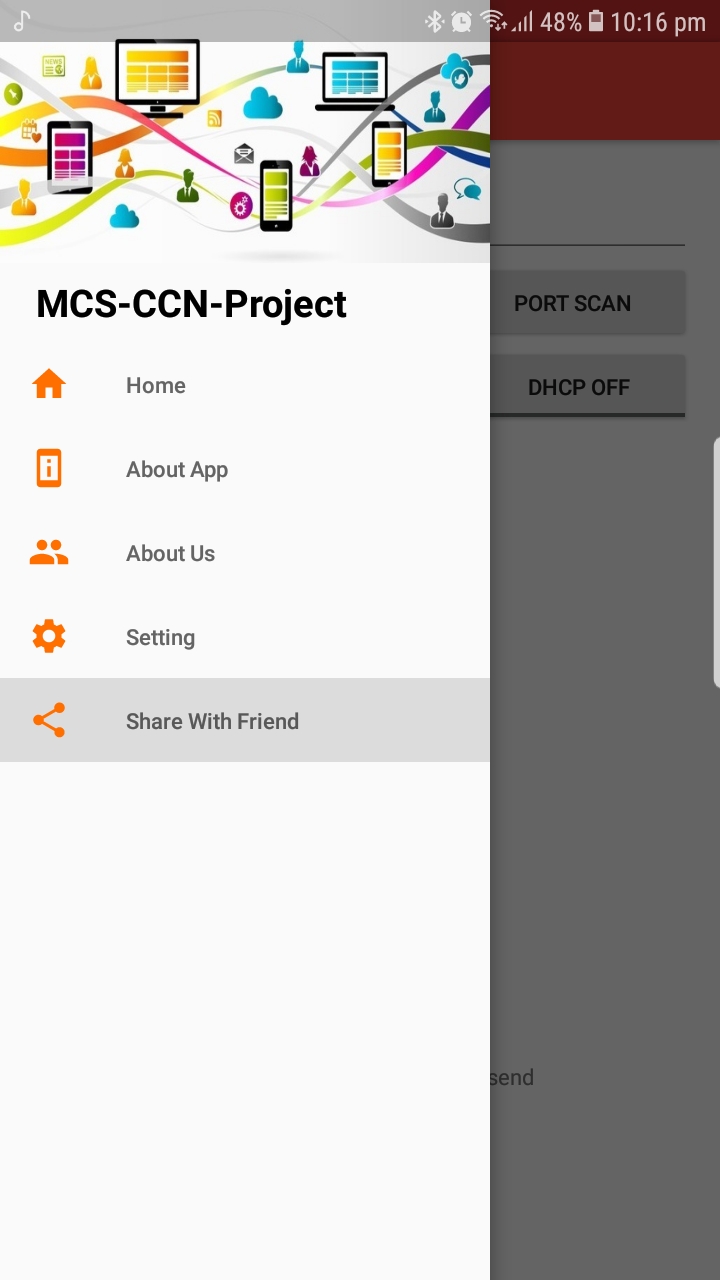 48% 10:16 pm
NEWS
MCS-CCN-Project
Home
About App
About Us
Setting
Share With Friend
PORT SCAN
DHCP OFF
send